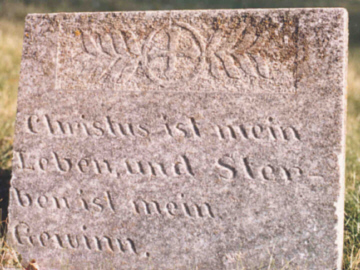 Christus ist mein
Leben, und Ster-
ben ist mein
Gewinn.